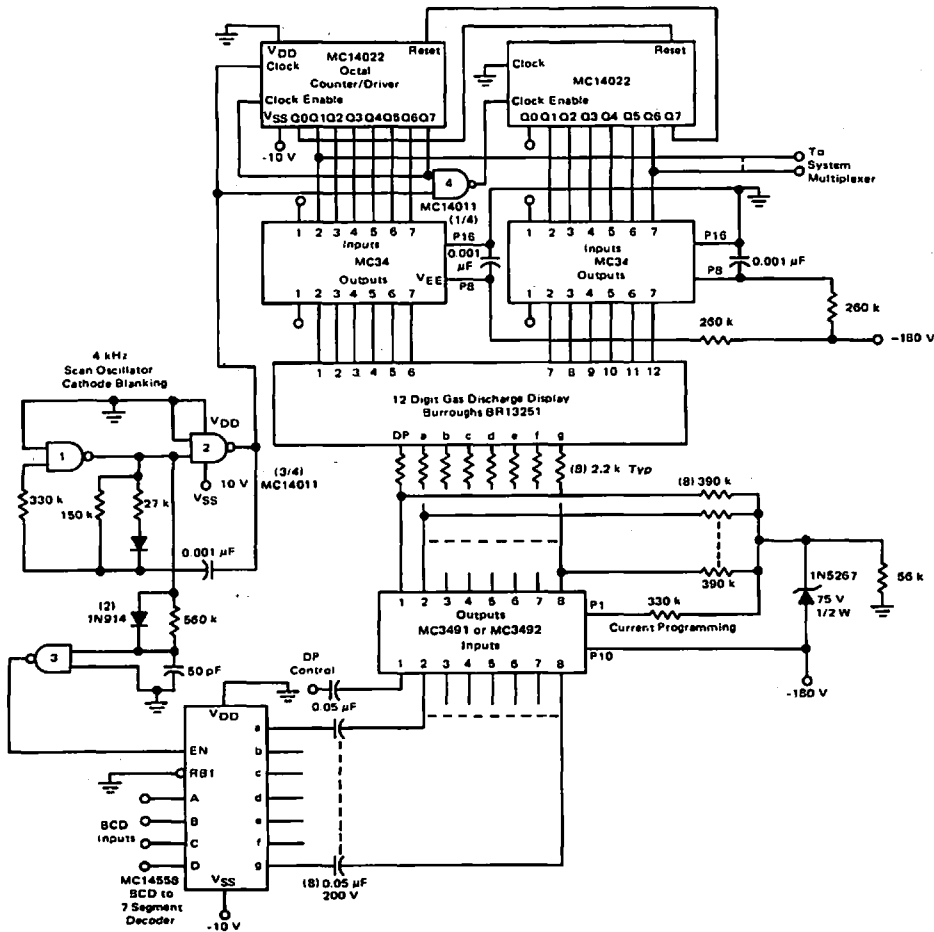 VDD
MC14022
Octal
Counter/Driver
Reset
Clock
Clock Enable
VSS Q0 Q1 Q2 Q3 Q4 Q5 Q6 Q7
-10 V
Reset
MC14022
Clock
Clock Enable
Q0 Q1 Q2 Q3 Q4 Q5 Q6 Q7
To
System
Multiplexer
4
MC14011
(1/4)
1 2 3 4 5 6 7
Inputs
MC34
Outputs
1 2 3 4 5 6 7
P16
0.001
µF
VEE
P8
1 2 3 4 5 6 7
Inputs
MC34
Outputs
1 2 3 4 5 6 7
P16
P8
0.001 µF
260 k
260 k
-180 V
1 2 3 4 5 6
7 8 9 10 11 12
12 Digit Gas Discharge Display
Burroughs BR13251
DP a b c d e f g
(8) 2.2 k Typ
4 kHz
Scan Oscillator
Cathode Blanking
VDD
1
2
VSS
10 V
(3/4)
MC14011
330 k
150 k
27 k
0.001 µF
(2)
1N914
560 k
3
50 pF
(8) 390 k
390 k
1N5267
75 V
1/2 W
56 k
1 2 3 4 5 6 7 8
Outputs
MC3491 or MC3492
Inputs
1 2 3 4 5 6 7 8
P1
330 k
Current Programming
P10
-180 V
DP
Control
0.05 µF
VDD
EN
RB1
A
B
C
D
BCD
Inputs
a
b
c
d
e
f
g
VSS
-10 V
MC14558
BCD to
7 Segment
Decoder
(8) 0.05 µF
200 V